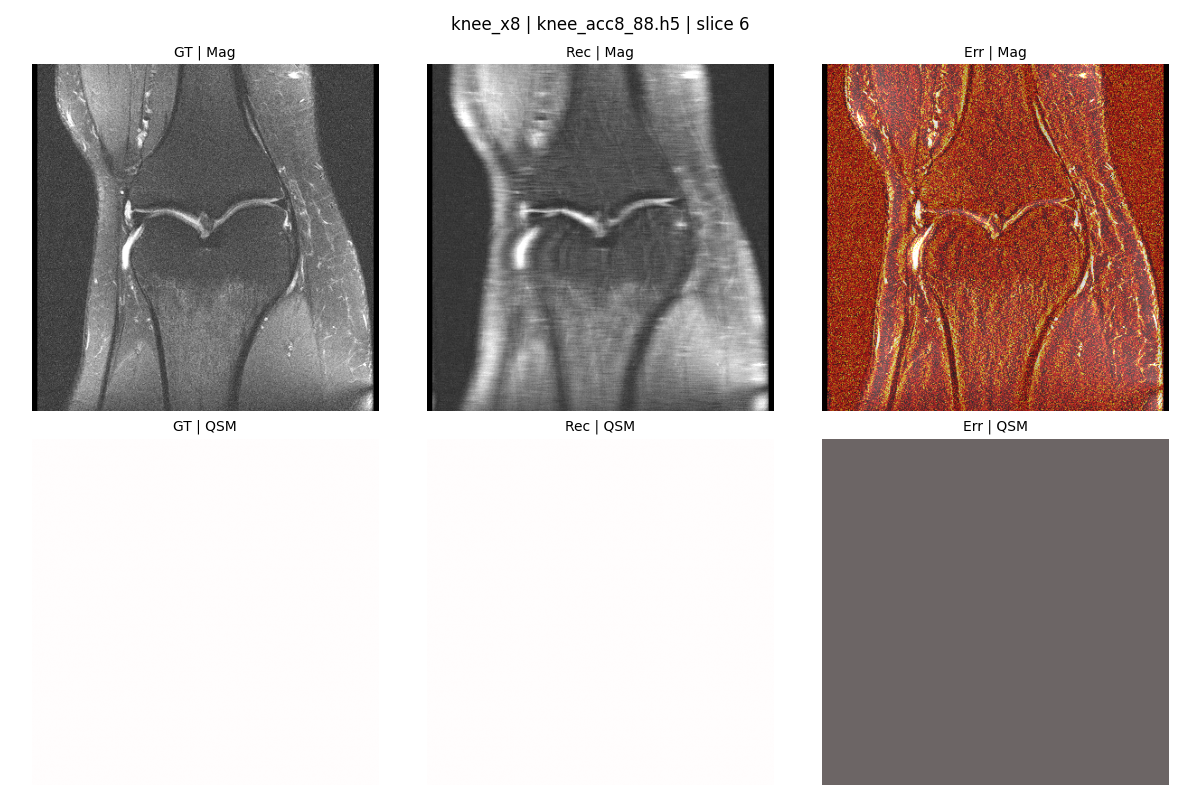 knee_x8 | knee_acc8_88.h5 | slice 6
GT | Mag
Rec | Mag
Err | Mag
GT | QSM
Rec | QSM
Err | QSM